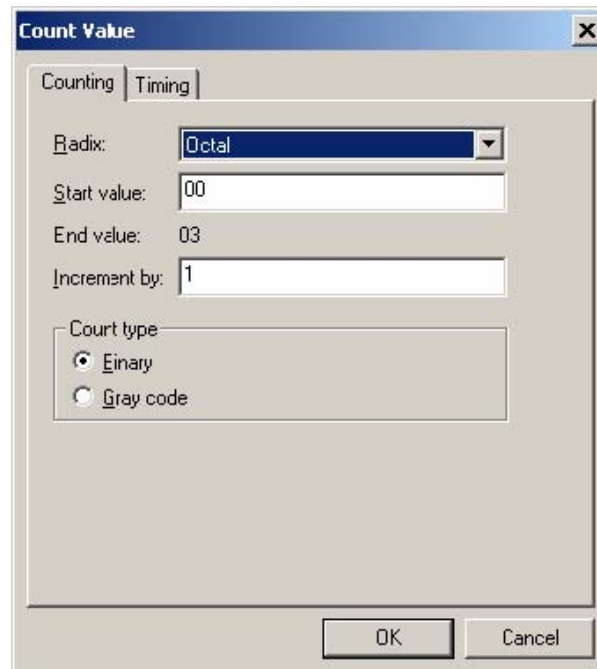 Count Value
Counting Timing
Radix: Octal
Start value: 00
End value: 03
Increment by: 1
Court type
Einary
Gray code
OK Cancel